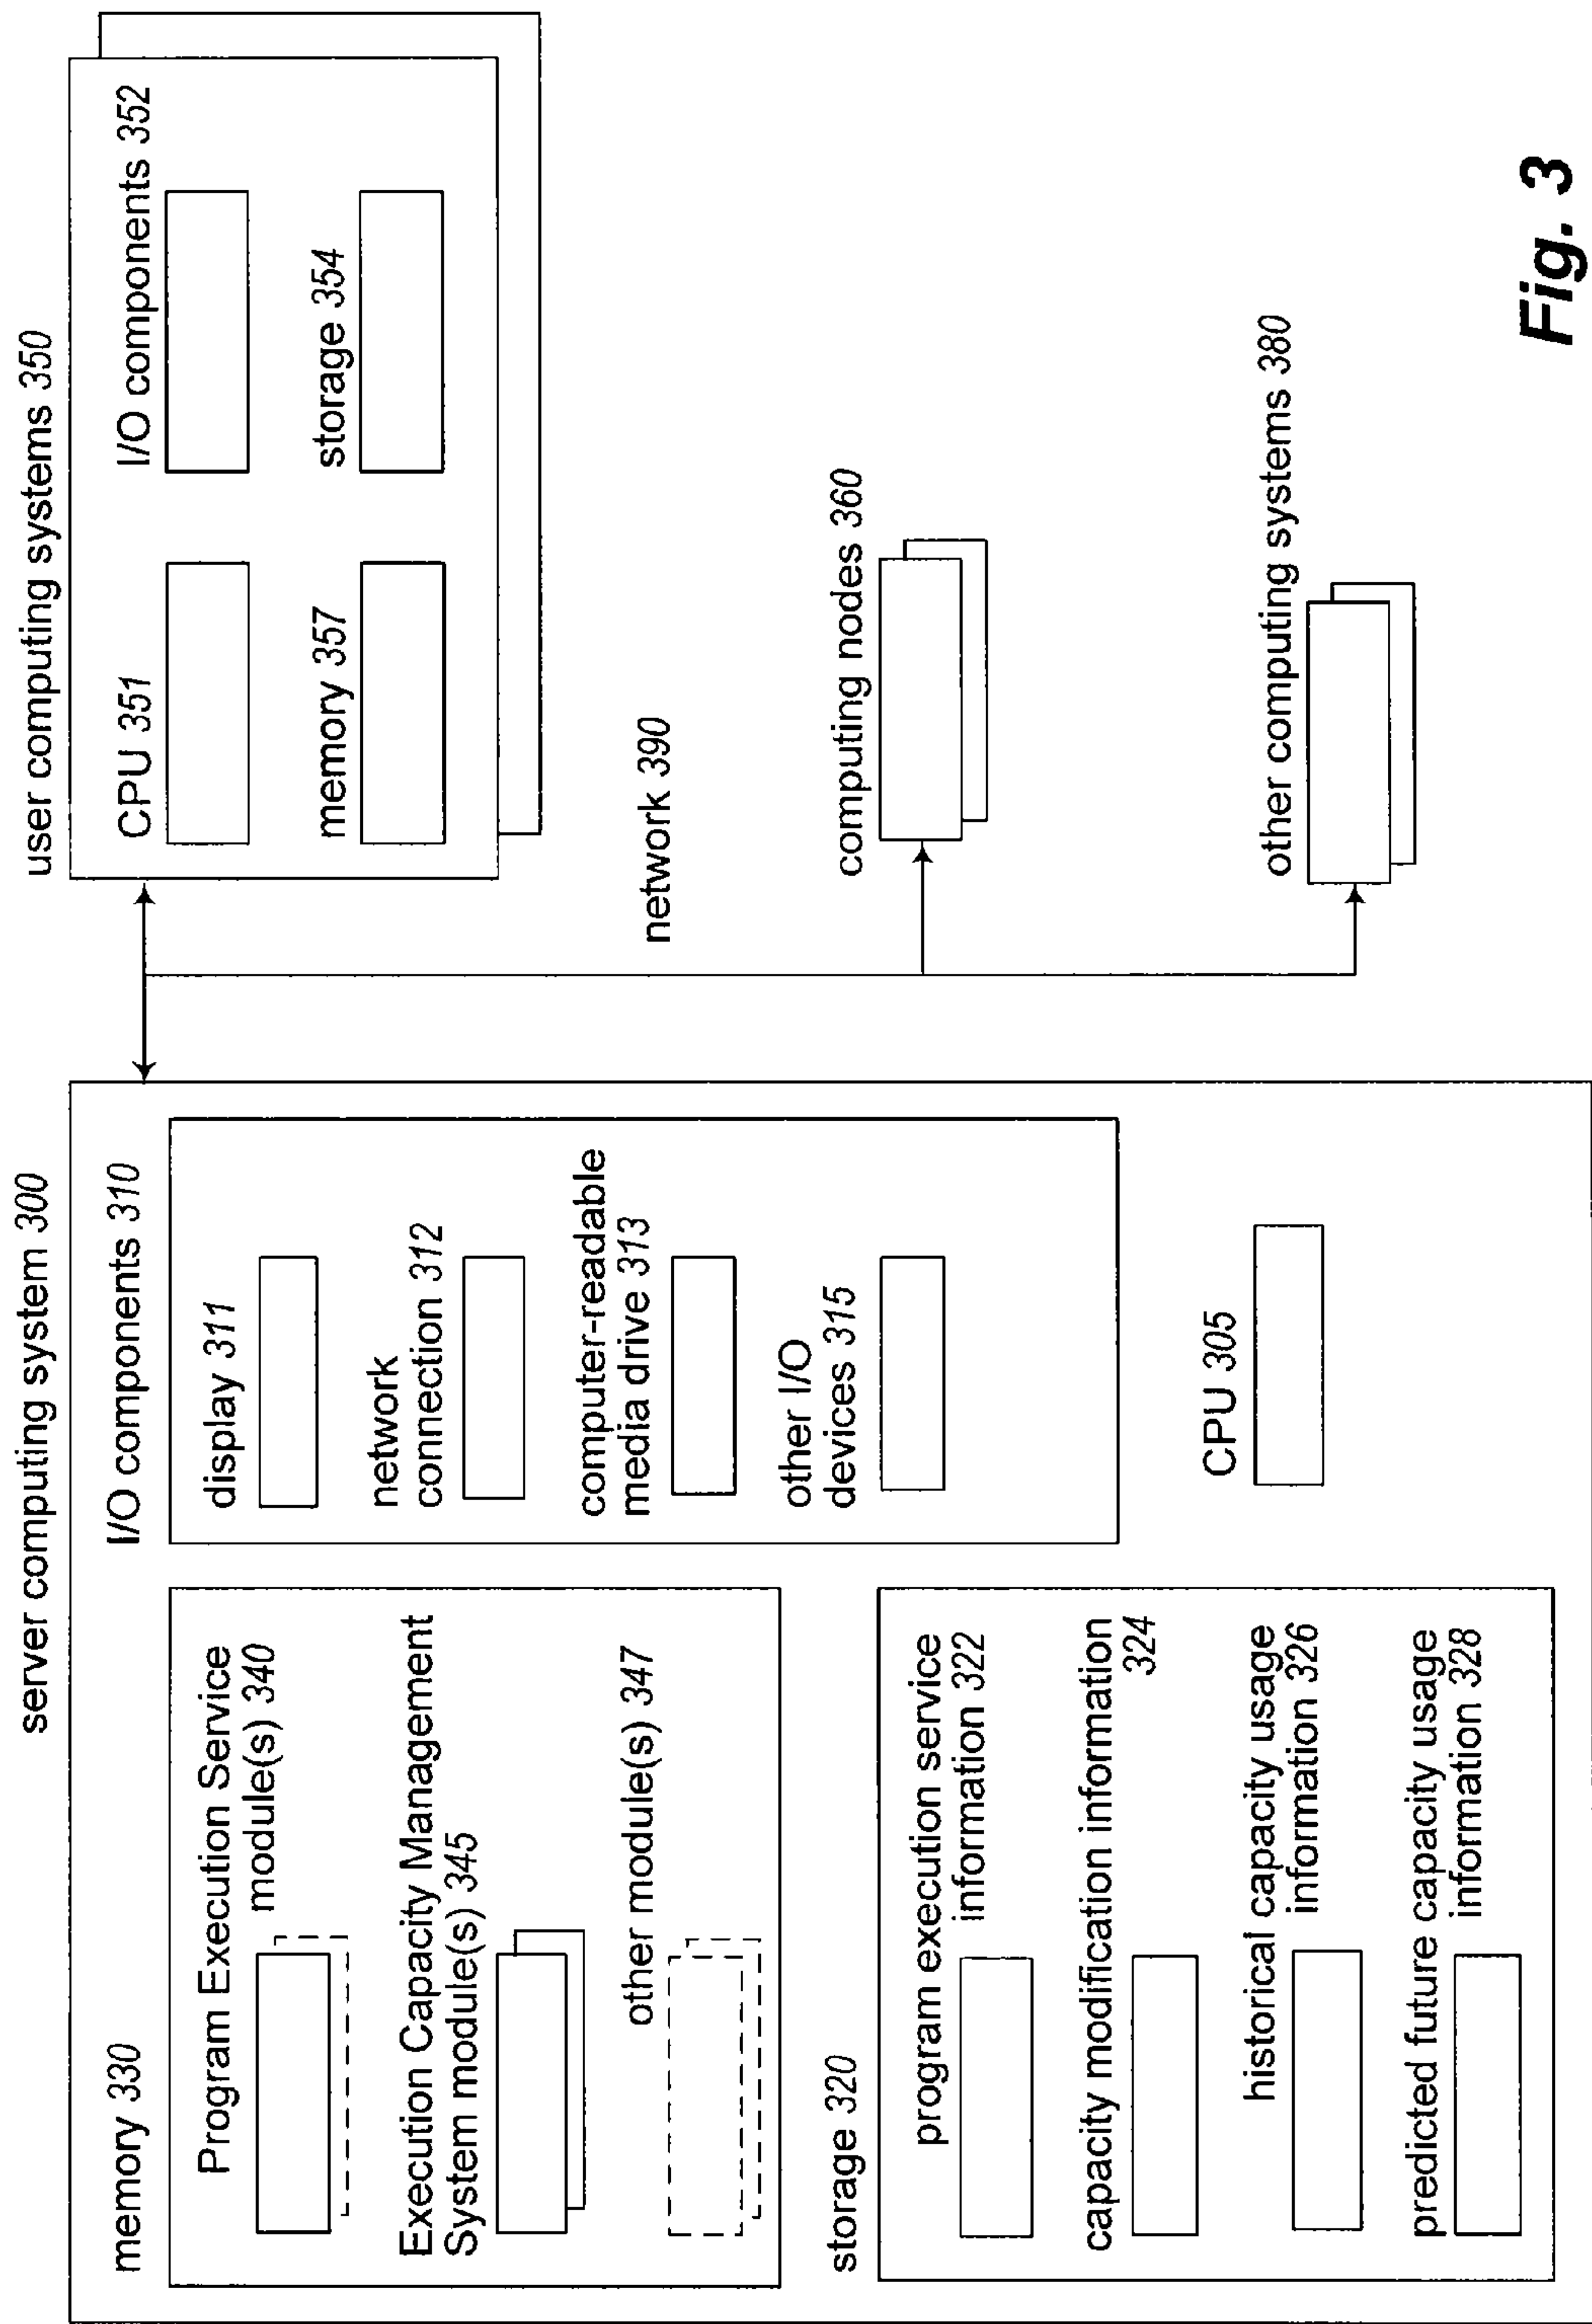 server computing system 300
memory 330
Program Execution Service
module(s) 340
Execution Capacity Management
System module(s) 345
other module(s) 347
storage 320
program execution service
information 322
capacity modification information
324
historical capacity usage
information 326
predicted future capacity usage
information 328
I/O components 310
display 311
network
connection 312
computer-readable
media drive 313
other I/O
devices 315
CPU 305
user computing systems 350
CPU 351
I/O components 352
memory 357
storage 354
network 390
computing nodes 360
other computing systems 380
Fig. 3